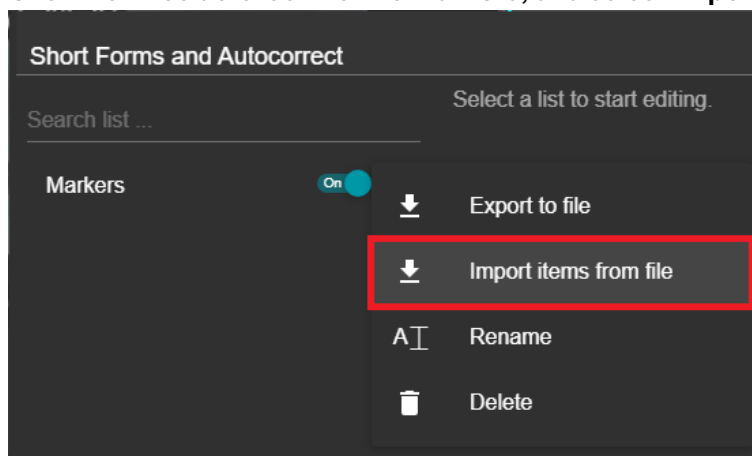 Short Forms and Autocorrect
Select a list to start editing.
Search list ...
Markers
On
Export to file
Import items from file
Rename
Delete